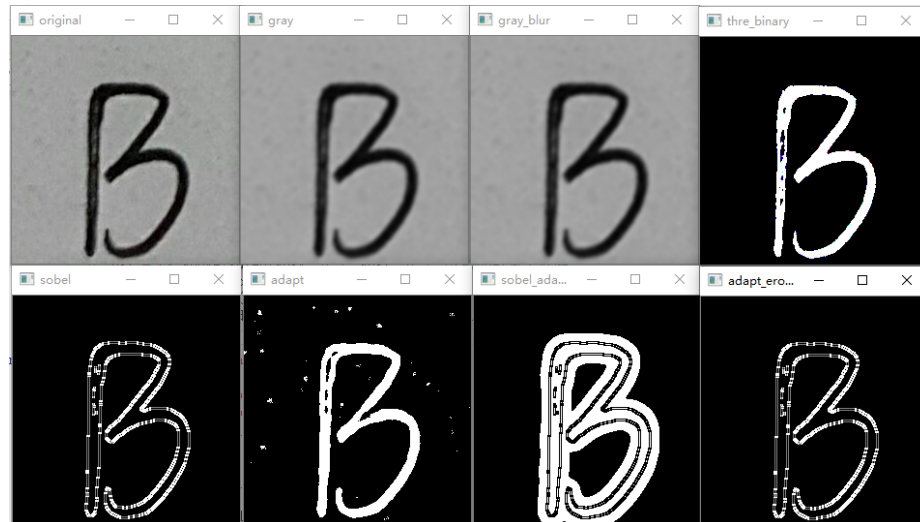 original
gray
gray_blur
thre_binary
B
B
B
B
sobel
adapt
sobel_ada...
adapt_ero...
B
B
B
B